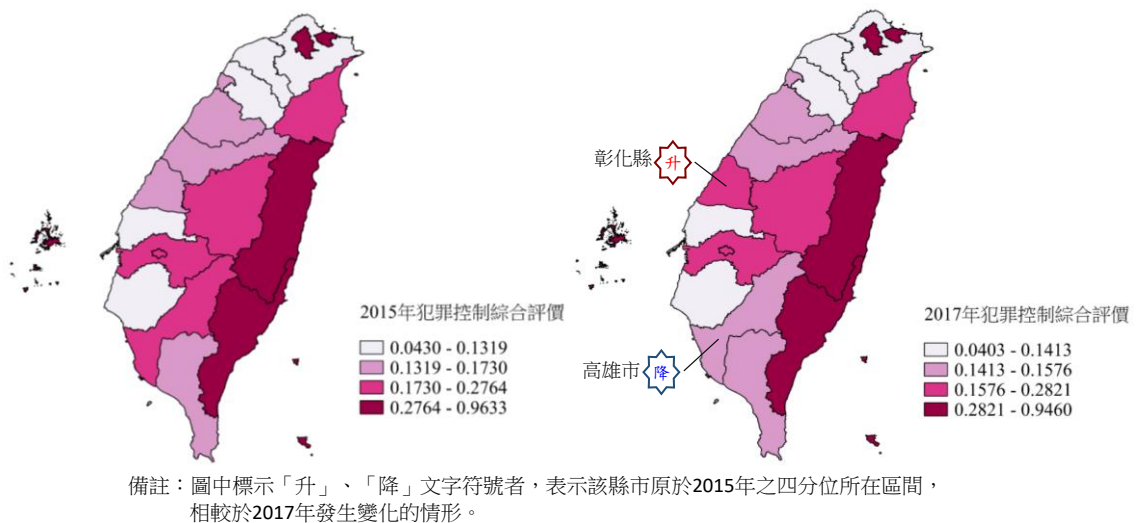 2015年犯罪控制綜合評價
0.0430 - 0.1319
0.1319 - 0.1730
0.1730 - 0.2764
0.2764 - 0.9633
彰化縣
升
高雄市
降
2017年犯罪控制綜合評價
0.0403 - 0.1413
0.1413 - 0.1576
0.1576 - 0.2821
0.2821 - 0.9460
備註：圖中標示「升」、「降」文字符號者，表示該縣市原於2015年之四分位所在區間，
相較於2017年發生變化的情形。